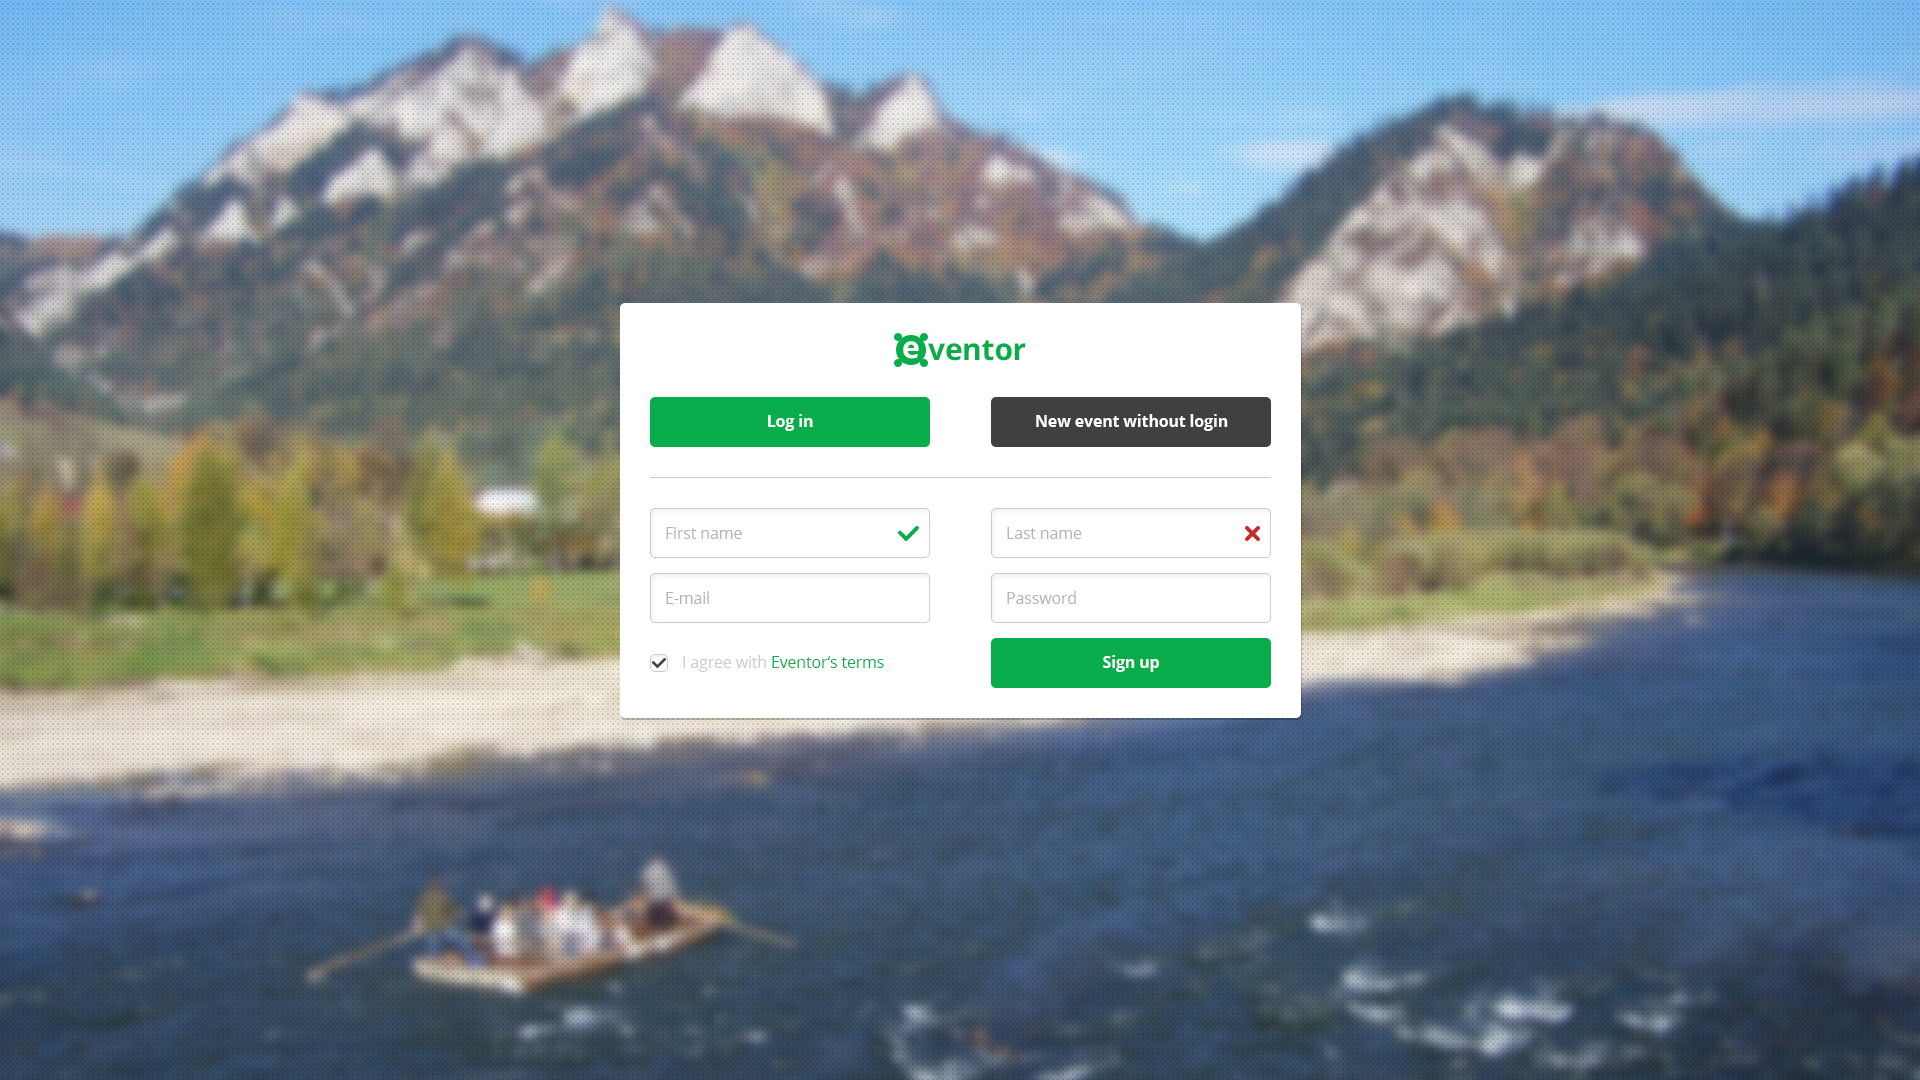 eventor
Log in
New event without login
First name
Last name
E-mail
Password
I agree with Eventor‘s terms
Sign up